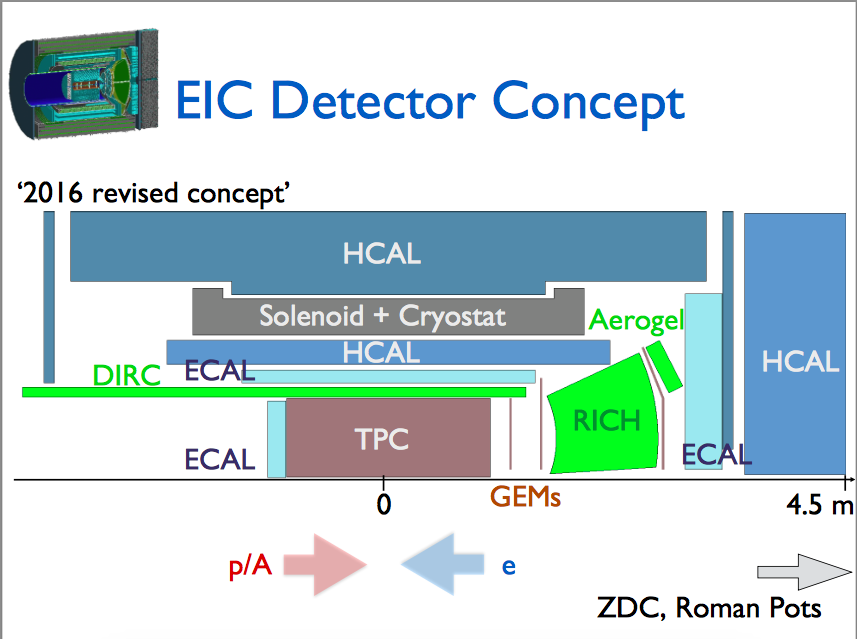 EIC Detector Concept
‘2016 revised concept’
HCAL
Solenoid + Cryostat
Aerogel
HCAL
HCAL
DIRC
ECAL
TPC
RICH
ECAL
ECAL
0
GEMs
4.5 m
p/A
e
ZDC, Roman Pots